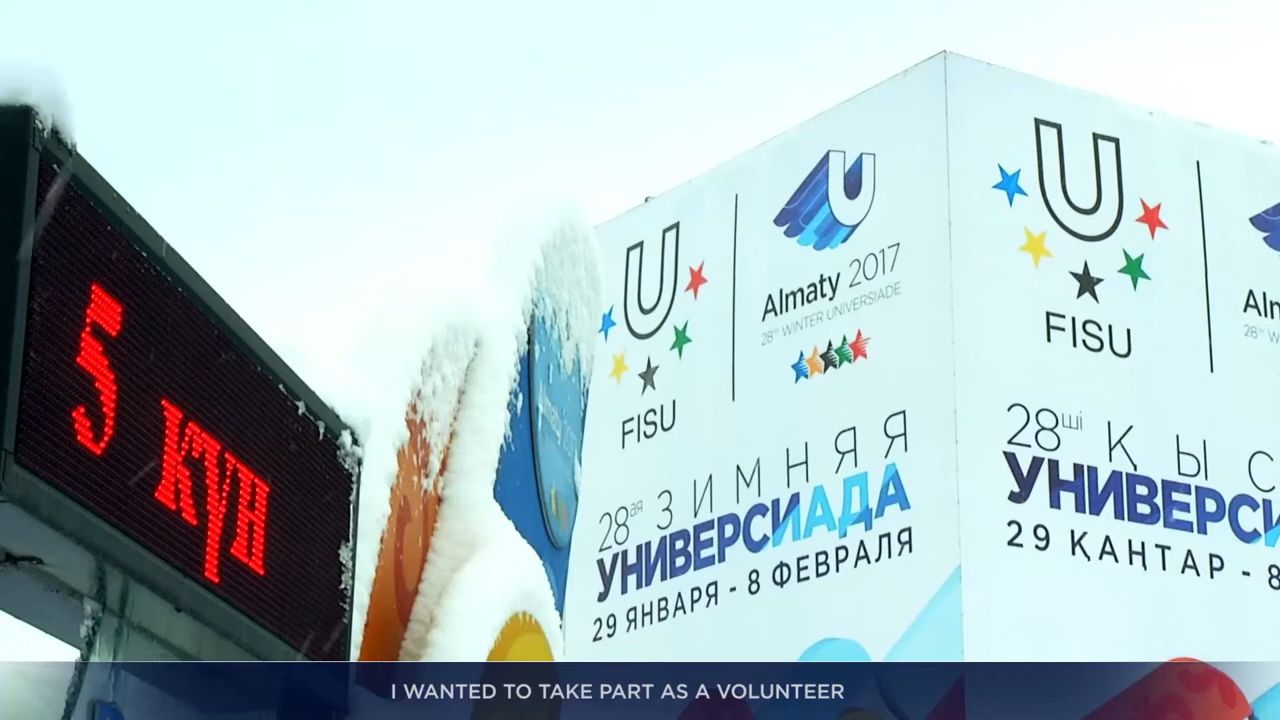 5 күн
U
FISU
Almaty 2017
28TH WINTER UNIVERSIADE
28ая ЗИМНЯЯ
УНИВЕРСИАДА
29 ЯНВАРЯ - 8 ФЕВРАЛЯ
U
FISU
28ші ҚЫС
УНИВЕРСИ
29 ҚАҢТАР - 8
I WANTED TO TAKE PART AS A VOLUNTEER